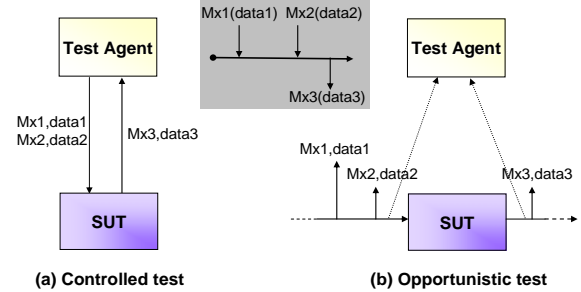 Mx1(data1) Mx2(data2)
Mx3(data3)
Test Agent
Mx1,data1
Mx2,data2
Mx3,data3
SUT
(a) Controlled test
Test Agent
Mx1,data1
Mx2,data2
Mx3,data3
SUT
(b) Opportunistic test